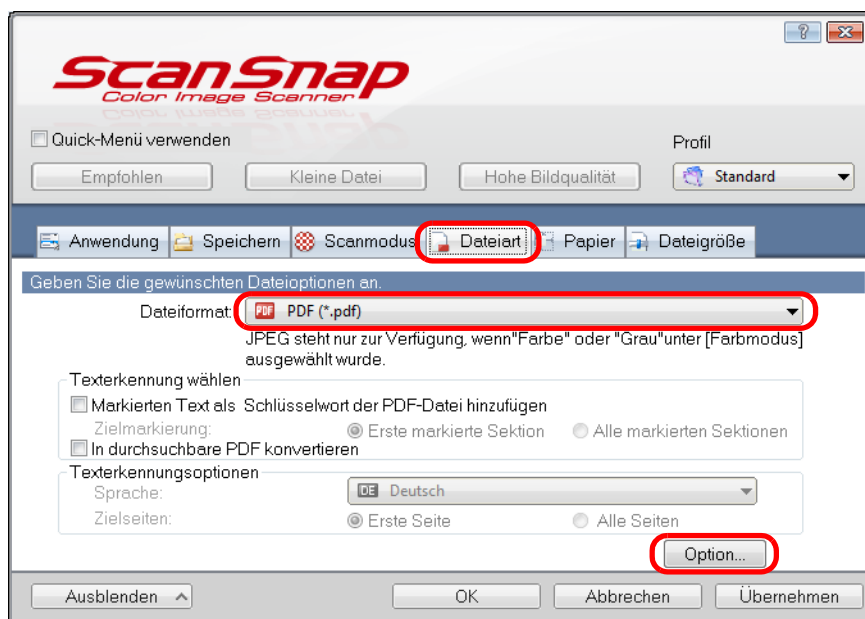 ScanSnap
Color Image Scanner
Quick-Menü verwenden
Profil
Empfohlen Kleine Datei Hohe Bildqualität Standard
Anwendung Speichern Scanmodus Dateiart Papier Dateigröße
Geben Sie die gewünschten Dateioptionen an.
Dateiformat: PDF PDF (*.pdf)
JPEG steht nur zur Verfügung, wenn"Farbe" oder "Grau"unter [Farbmodus]
ausgewählt wurde.
Texterkennung wählen
Markierten Text als Schlüsselwort der PDF-Datei hinzufügen
Zielmarkierung: Erste markierte Sektion Alle markierten Sektionen
In durchsuchbare PDF konvertieren
Texterkennungsoptionen
Sprache: DE Deutsch
Zielseiten: Erste Seite Alle Seiten
Option...
Ausblenden OK Abbrechen Übernehmen